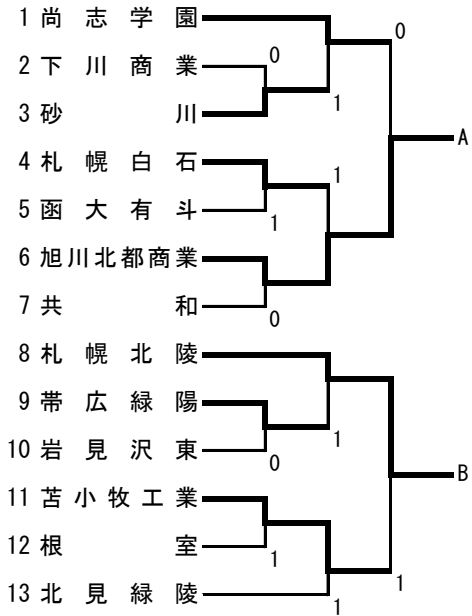 1 尚志学園
0
2 下川商業
0
3 砂川
1
A
4 札幌白石
1
5 函大有斗
1
6 旭川北都商業
7 共和
0
8 札幌北陵
9 帯広緑陽
1
10 岩見沢東
0
B
11 苫小牧工業
12 根室
1
1
13 北見緑陵
1